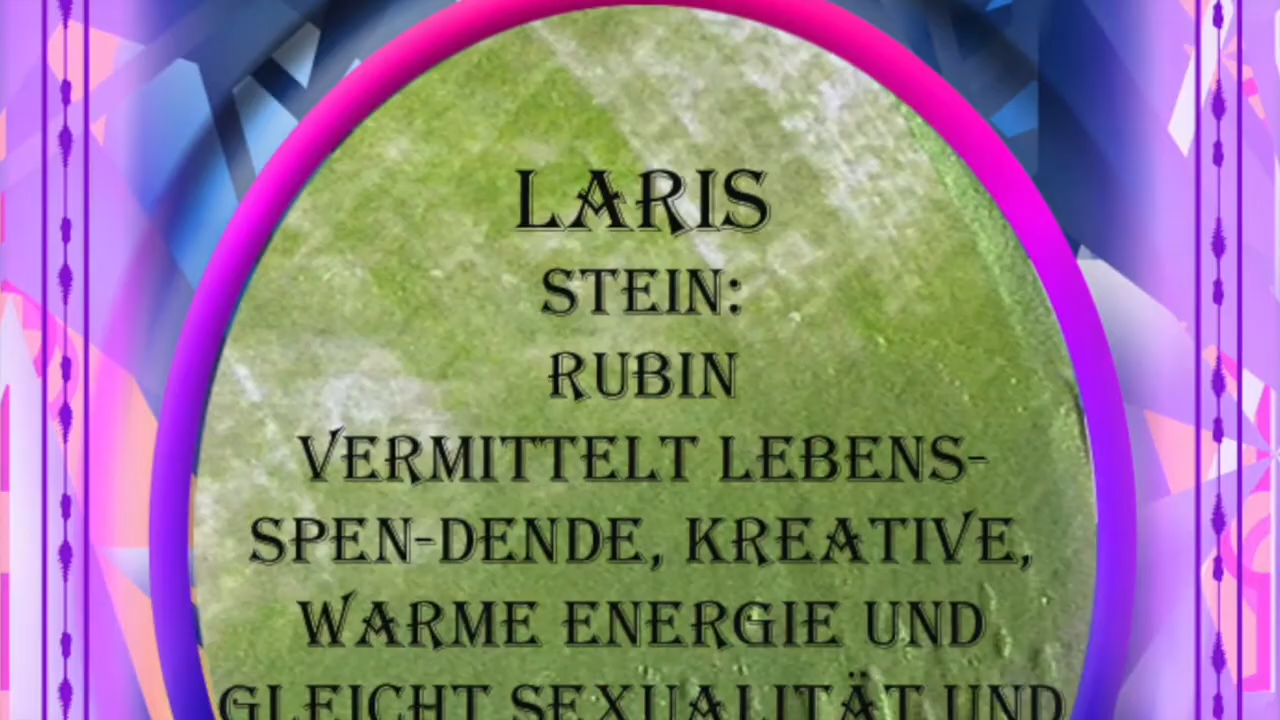 LARIS
STEIN:
RUBIN
VERMITTELT LEBENS-
SPEN-DENDE, KREATIVE,
WARME ENERGIE UND
GLEICHT SEXUALITÄT UND